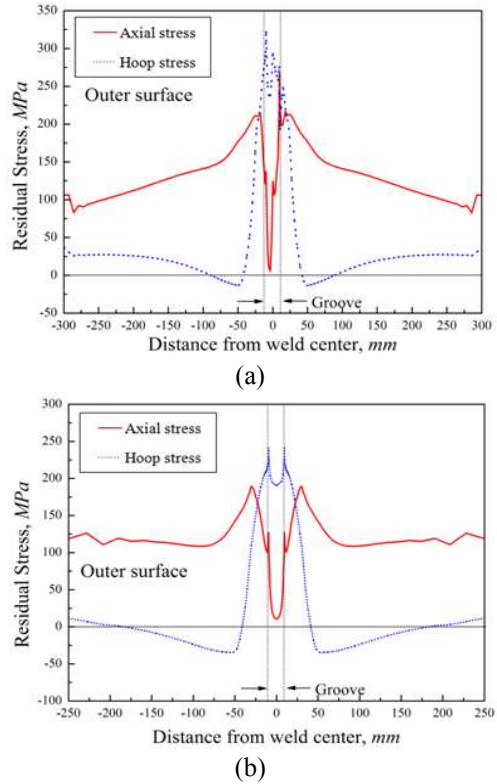 350
300
250
200
150
100
50
0
-50
Residual Stress, MPa
Axial stress
Hoop stress
Outer surface
Groove
-300 -250 -200 -150 -100 -50 0 50 100 150 200 250 300
Distance from weld center, mm
(a)
300
250
200
150
100
50
0
-50
-100
Residual Stress, MPa
Axial stress
Hoop stress
Outer surface
Groove
-250 -200 -150 -100 -50 0 50 100 150 200 250
Distance from weld center, mm
(b)